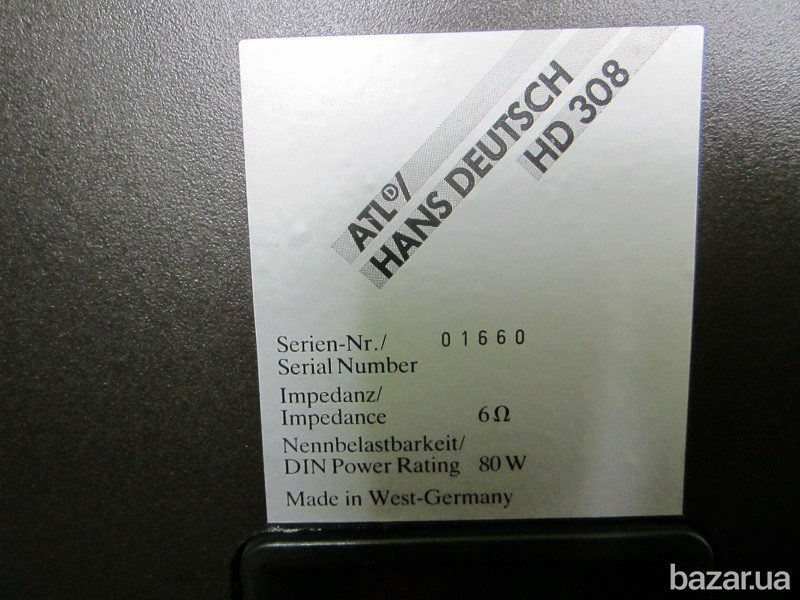 ATL®/
HANS DEUTSCH
HD 308
Serien-Nr./ 01660
Serial Number
Impedanz/
Impedance 6Ω
Nennbelastbarkeit/
DIN Power Rating 80 W
Made in West-Germany
bazar.ua